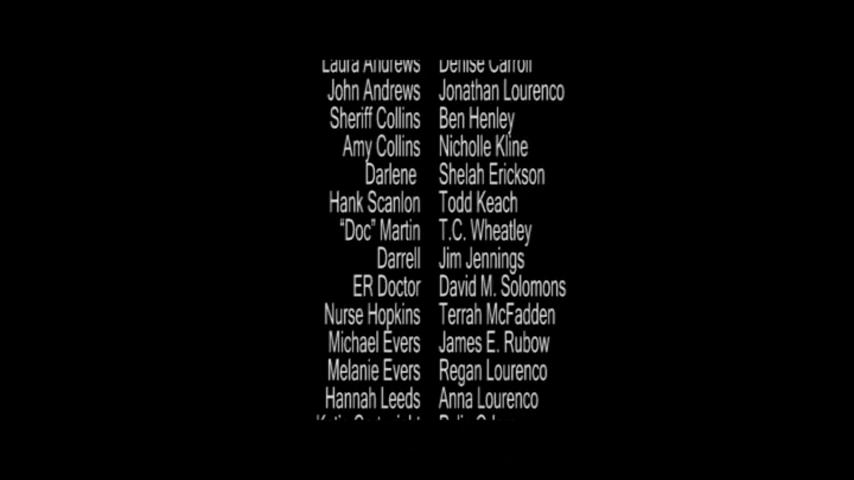 Laura Andrews Denise Carroll
John Andrews Jonathan Lourenco
Sheriff Collins Ben Henley
Amy Collins Nicholle Kline
Darlene Shelah Erickson
Hank Scanlon Todd Keach
“Doc” Martin T.C. Wheatley
Darrell Jim Jennings
ER Doctor David M. Solomons
Nurse Hopkins Terrah McFadden
Michael Evers James E. Rubow
Melanie Evers Regan Lourenco
Hannah Leeds Anna Lourenco